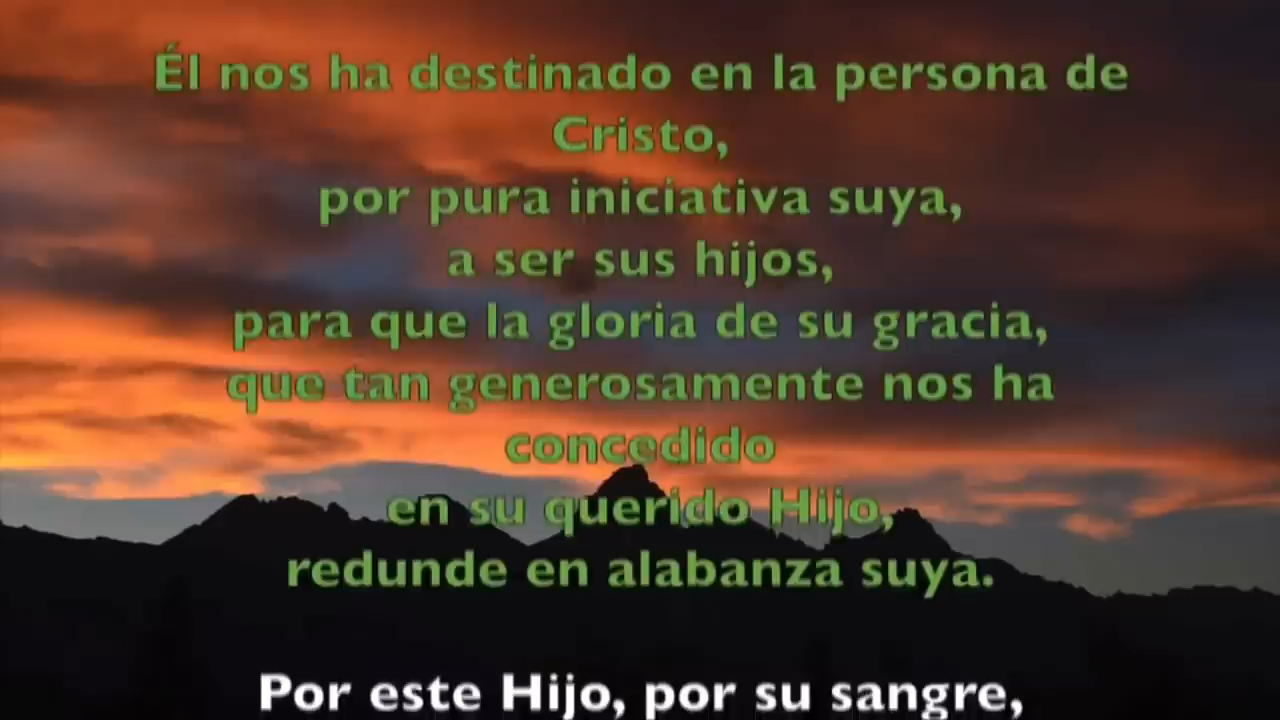 Él nos ha destinado en la persona de
Cristo,
por pura iniciativa suya,
a ser sus hijos,
para que la gloria de su gracia,
que tan generosamente nos ha
concedido
en su querido Hijo,
redunde en alabanza suya.
Por este Hijo, por su sangre,